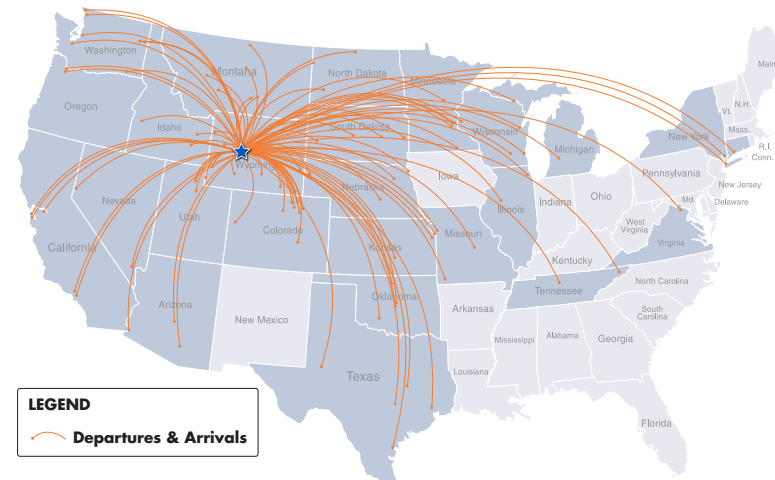 Washington
Montana
North Dakota
Minnesota
Main
Vt.
N.H.
Oregon
Idaho
South Dakota
Wisconsin
Michigan
New York
Mass.
R.I.
Conn.
Wyoming
Iowa
Pennsylvania
New Jersey
Nevada
Utah
Nebraska
Illinois
Indiana
Ohio
Md.
Delaware
California
Colorado
Kansas
Missouri
West
Virginia
Virginia
Kentucky
Arizona
New Mexico
Oklahoma
Arkansas
Tennessee
North Carolina
South
Carolina
Mississippi
Alabama
Georgia
Texas
Louisiana
Florida
LEGEND
Departures & Arrivals